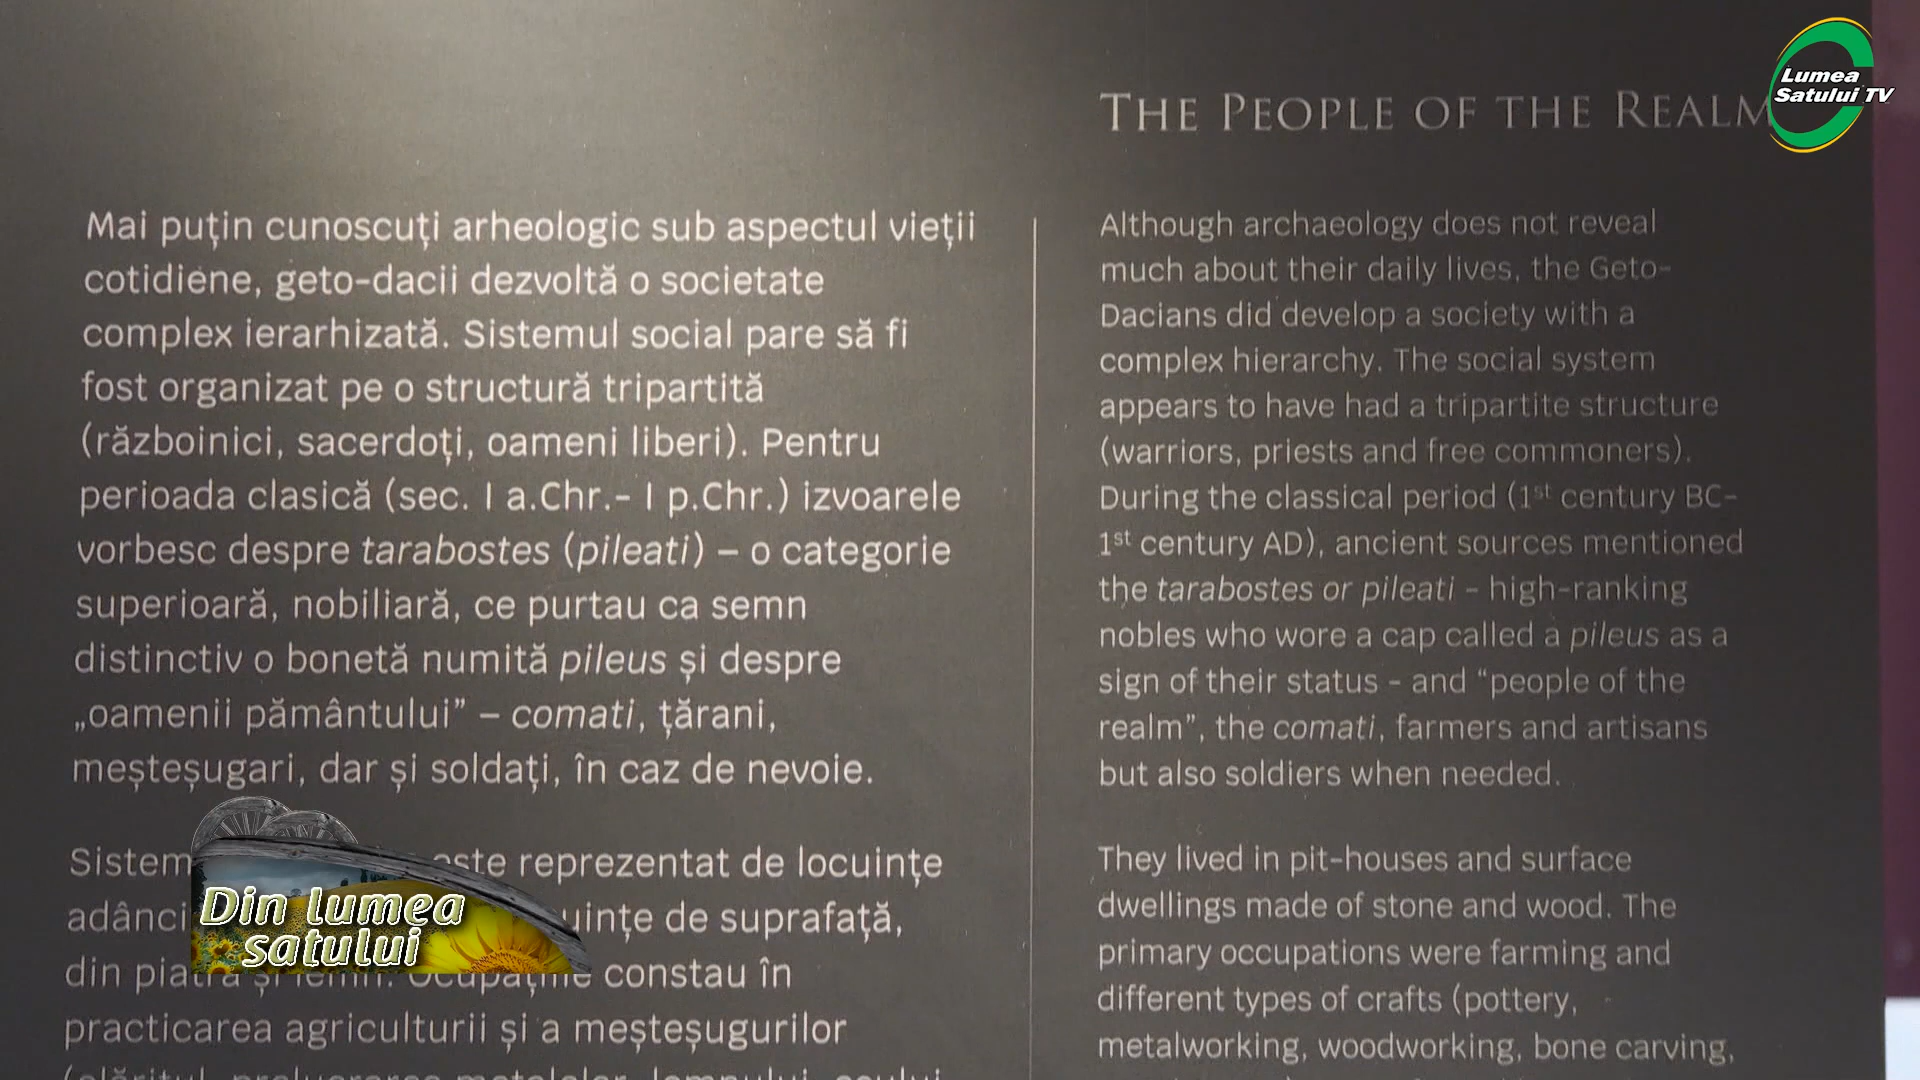 Lumea
Satului TV
THE PEOPLE OF THE REALM
Mai puțin cunoscuți arheologic sub aspectul vieții
cotidiene, geto-dacii dezvoltă o societate
complex ierarhizată. Sistemul social pare să fi
fost organizat pe o structură tripartită
(războinici, sacerdoți, oameni liberi). Pentru
perioada clasică (sec. I a.Chr.- I p.Chr.) izvoarele
vorbesc despre tarabostes (pileati) – o categorie
superioară, nobiliară, ce purtau ca semn
distinctiv o bonetă numită pileus și despre
„oamenii pământului” – comati, țărani,
meșteșugari, dar și soldați, în caz de nevoie.
reprezentat de locuințe
de suprafață,
din piatră și lemn. Ocupațiile constau în
practicarea agriculturii și a meșteșugurilor
Although archaeology does not reveal
much about their daily lives, the Geto-
Dacians did develop a society with a
complex hierarchy. The social system
appears to have had a tripartite structure
(warriors, priests and free commoners).
During the classical period (1st century BC-
1st century AD), ancient sources mentioned
the tarabostes or pileati - high-ranking
nobles who wore a cap called a pileus as a
sign of their status - and “people of the
realm”, the comati, farmers and artisans
but also soldiers when needed.
They lived in pit-houses and surface
dwellings made of stone and wood. The
primary occupations were farming and
different types of crafts (pottery,
metalworking, woodworking, bone carving,
Din lumea
satului